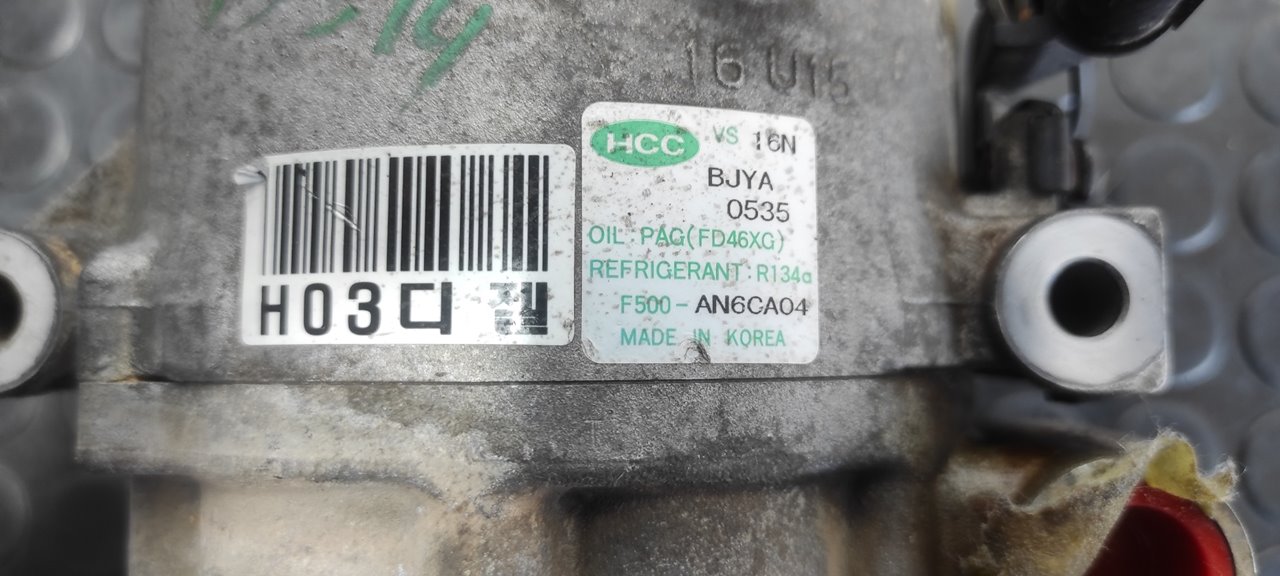 16 U15
H03디 젤
HCC VS 16N
BJYA
0535
OIL : PAG(FD46XG)
REFRIGERANT : R134a
F500-AN6CA04
MADE IN KOREA